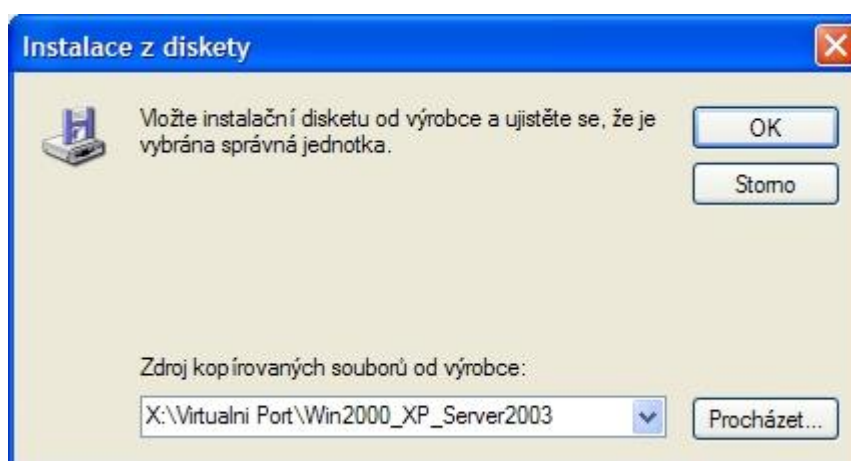 Instalace z diskety
Vložte instalační disketu od výrobce a ujistěte se, že je
vybrána správná jednotka.
OK
Storno
Zdroj kopírovaných souborů od výrobce:
X:\Virtualni Port\Win2000_XP_Server2003
Procházet...